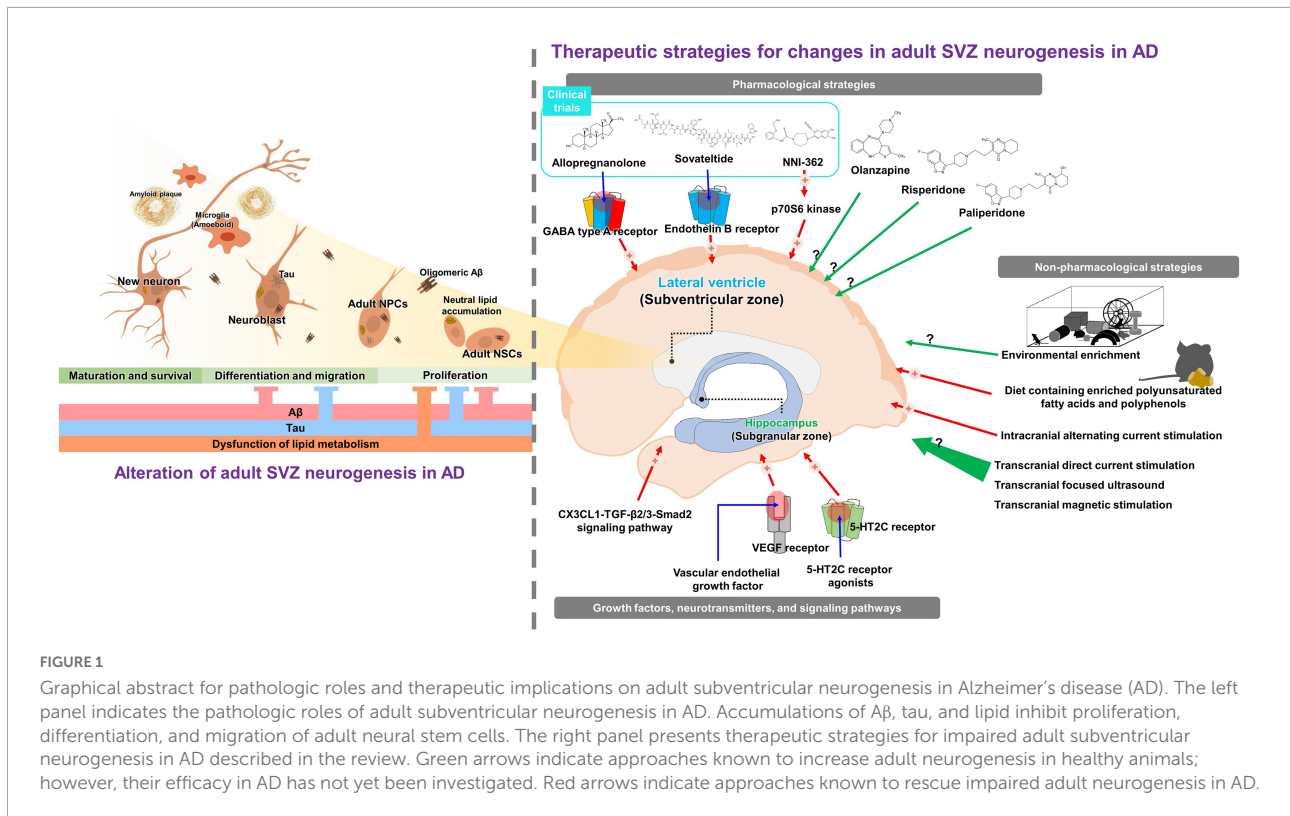 Therapeutic strategies for changes in adult SVZ neurogenesis in AD
Pharmacological strategies
Clinical
trials
Allopregnanolone
Sovateltide
NNI-362
Olanzapine
Risperidone
Paliperidone
p70S6 kinase
GABA type A receptor
Endothelin B receptor
+
+
+
+
?
?
?
Amyloid plaque
Microglia
(Amoeboid)
New neuron
Tau
Neuroblast
Oligomeric Aβ
Adult NPCs
Neutral lipid
accumulation
Adult NSCs
Maturation and survival
Differentiation and migration
Proliferation
Aβ
Tau
Dysfunction of lipid metabolism
Alteration of adult SVZ neurogenesis in AD
Lateral ventricle
(Subventricular zone)
Hippocampus
(Subgranular zone)
Non-pharmacological strategies
?
Environmental enrichment
+
Diet containing enriched polyunsaturated
fatty acids and polyphenols
+
Intracranial alternating current stimulation
?
Transcranial direct current stimulation
Transcranial focused ultrasound
Transcranial magnetic stimulation
+
+
+
CX3CL1-TGF-β2/3-Smad2
signaling pathway
VEGF receptor
5-HT2C receptor
Vascular endothelial
growth factor
5-HT2C receptor
agonists
Growth factors, neurotransmitters, and signaling pathways
FIGURE 1
Graphical abstract for pathologic roles and therapeutic implications on adult subventricular neurogenesis in Alzheimer's disease (AD). The left
panel indicates the pathologic roles of adult subventricular neurogenesis in AD. Accumulations of Aβ, tau, and lipid inhibit proliferation,
differentiation, and migration of adult neural stem cells. The right panel presents therapeutic strategies for impaired adult subventricular
neurogenesis in AD described in the review. Green arrows indicate approaches known to increase adult neurogenesis in healthy animals;
however, their efficacy in AD has not yet been investigated. Red arrows indicate approaches known to rescue impaired adult neurogenesis in AD.